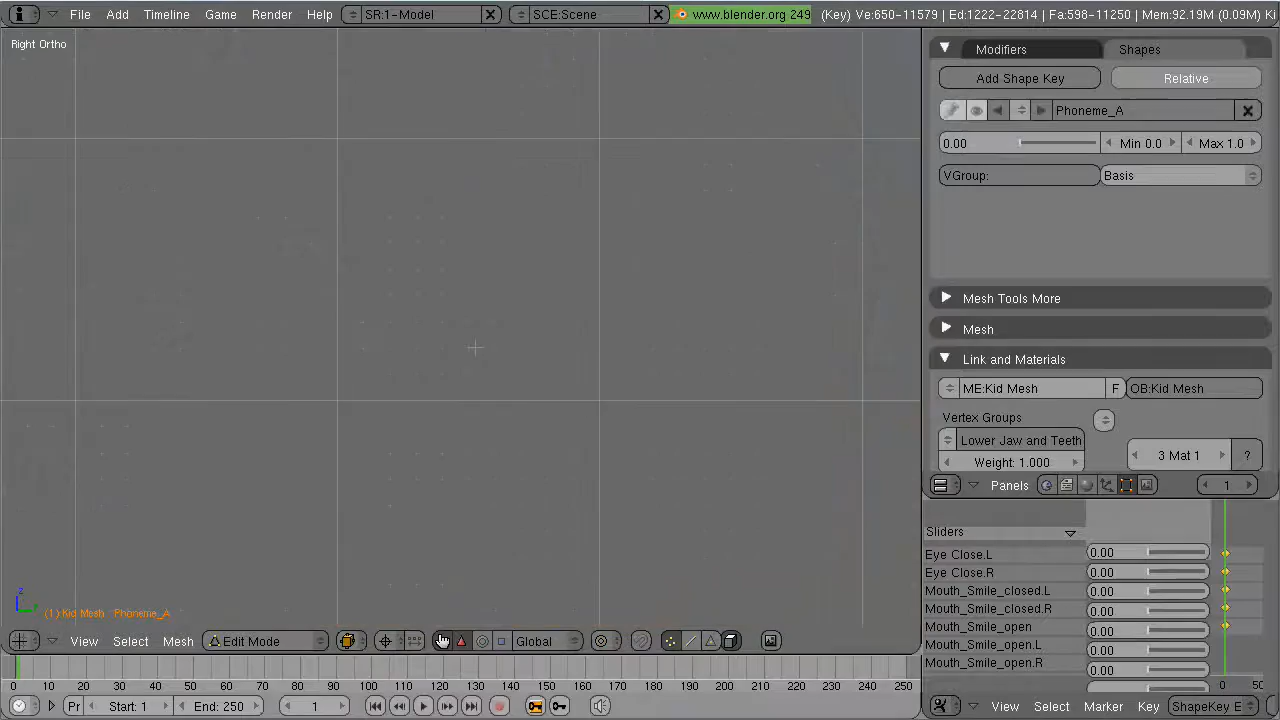 File Add Timeline Game Render Help SR:1-Model SCE:Scene www.blender.org 249 (Key) Ve:650-11579 | Ed:1222-22814 | Fa:598-11250 | Mem:92.19M (0.09M)
Right Ortho
Modifiers Shapes
Add Shape Key Relative
Phoneme_A
0.00 Min 0.0 Max 1.0
VGroup: Basis
Mesh Tools More
Mesh
Link and Materials
ME:Kid Mesh F OB:Kid Mesh
Vertex Groups
Lower Jaw and Teeth
Weight: 1.000 3 Mat 1 ?
Panels 1
Sliders
Eye Close.L 0.00
Eye Close.R 0.00
Mouth_Smile_closed.L 0.00
Mouth_Smile_closed.R 0.00
Mouth_Smile_open 0.00
Mouth_Smile_open.L 0.00
Mouth_Smile_open.R 0.00
0 50
z
(1) Kid Mesh : Phoneme_A
View Select Mesh Edit Mode Global
0 10 20 30 40 50 60 70 80 90 100 110 120 130 140 150 160 170 180 190 200 210 220 230 240 250
Pr Start: 1 End: 250 1
View Select Marker Key ShapeKey E